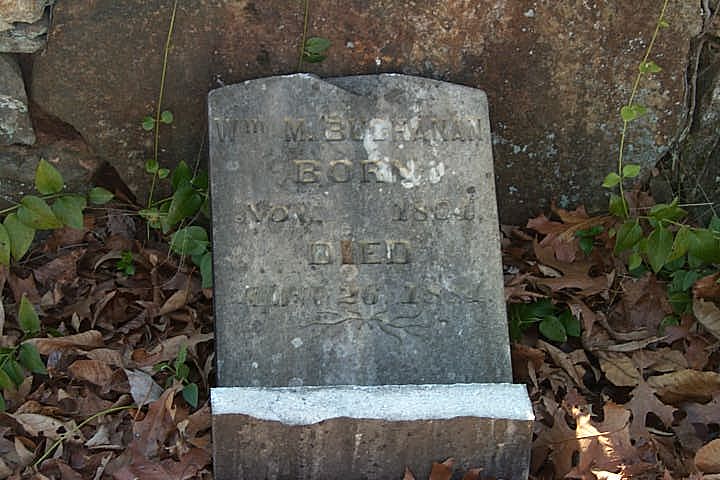 Wm M. BUCHANAN
BORN
NOV.
DIED
26